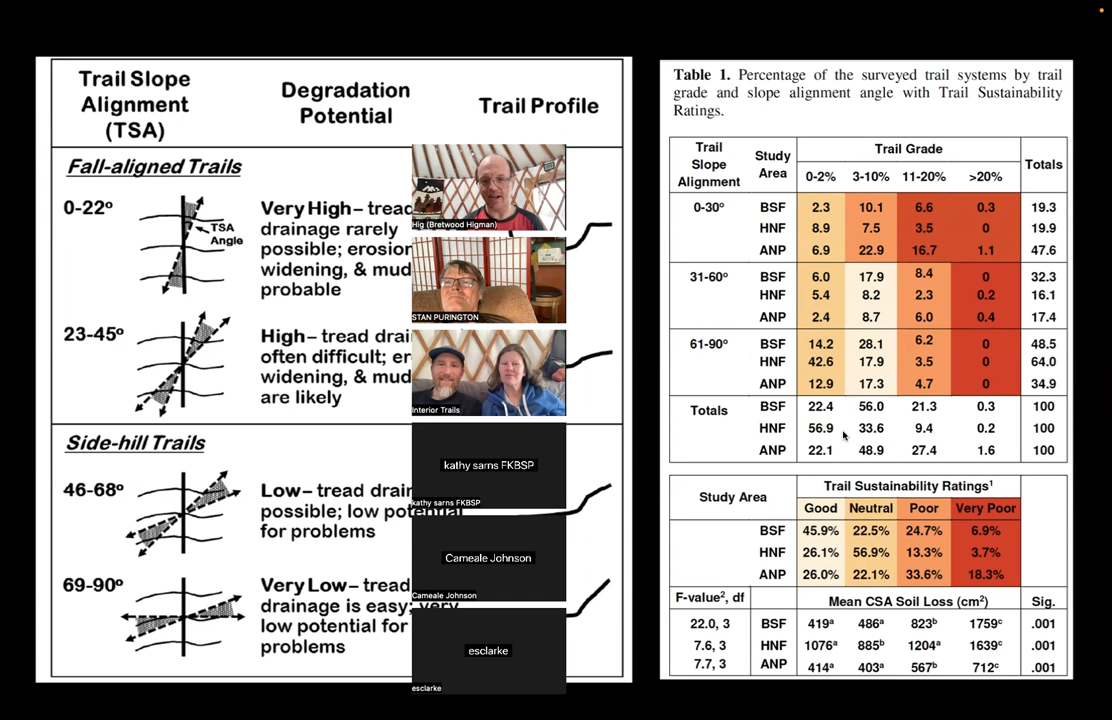 Trail Slope
Alignment
(TSA)
Degradation
Potential
Trail Profile
Fall-aligned Trails
0-22º
TSA
Angle
Very High– tread
drainage rarely
possible; erosion
widening, & mud
probable
23-45º
High– tread drai
often difficult; er
widening, & mud
are likely
Side-hill Trails
46-68º
Low– tread drain
possible; low potential
for problems
69-90º
Very Low– tread
drainage is easy; very
low potential for
problems
Hig (Bretwood Higman)
STAN PURINGTON
Interior Trails
kathy sarns FKBSP
kathy sarns FKBSP
Cameale Johnson
Cameale Johnson
esclarke
esclarke
Table 1. Percentage of the surveyed trail systems by trail
grade and slope alignment angle with Trail Sustainability
Ratings.
Trail
Slope
Alignment
Study
Area
Trail Grade
Totals
0-2% 3-10% 11-20% >20%
0-30º BSF 2.3 10.1 6.6 0.3 19.3
HNF 8.9 7.5 3.5 0 19.9
ANP 6.9 22.9 16.7 1.1 47.6
31-60º BSF 6.0 17.9 8.4 0 32.3
HNF 5.4 8.2 2.3 0.2 16.1
ANP 2.4 8.7 6.0 0.4 17.4
61-90º BSF 14.2 28.1 6.2 0 48.5
HNF 42.6 17.9 3.5 0 64.0
ANP 12.9 17.3 4.7 0 34.9
Totals BSF 22.4 56.0 21.3 0.3 100
HNF 56.9 33.6 9.4 0.2 100
ANP 22.1 48.9 27.4 1.6 100
Study Area
Trail Sustainability Ratings¹
Good Neutral Poor Very Poor
BSF 45.9% 22.5% 24.7% 6.9%
HNF 26.1% 56.9% 13.3% 3.7%
ANP 26.0% 22.1% 33.6% 18.3%
F-value², df Mean CSA Soil Loss (cm²) Sig.
22.0, 3 BSF 419ᵃ 486ᵃ 823ᵇ 1759ᶜ .001
7.6, 3 HNF 1076ᵃ 885ᵇ 1204ᵃ 1639ᶜ .001
7.7, 3 ANP 414ᵃ 403ᵃ 567ᵇ 712ᶜ .001